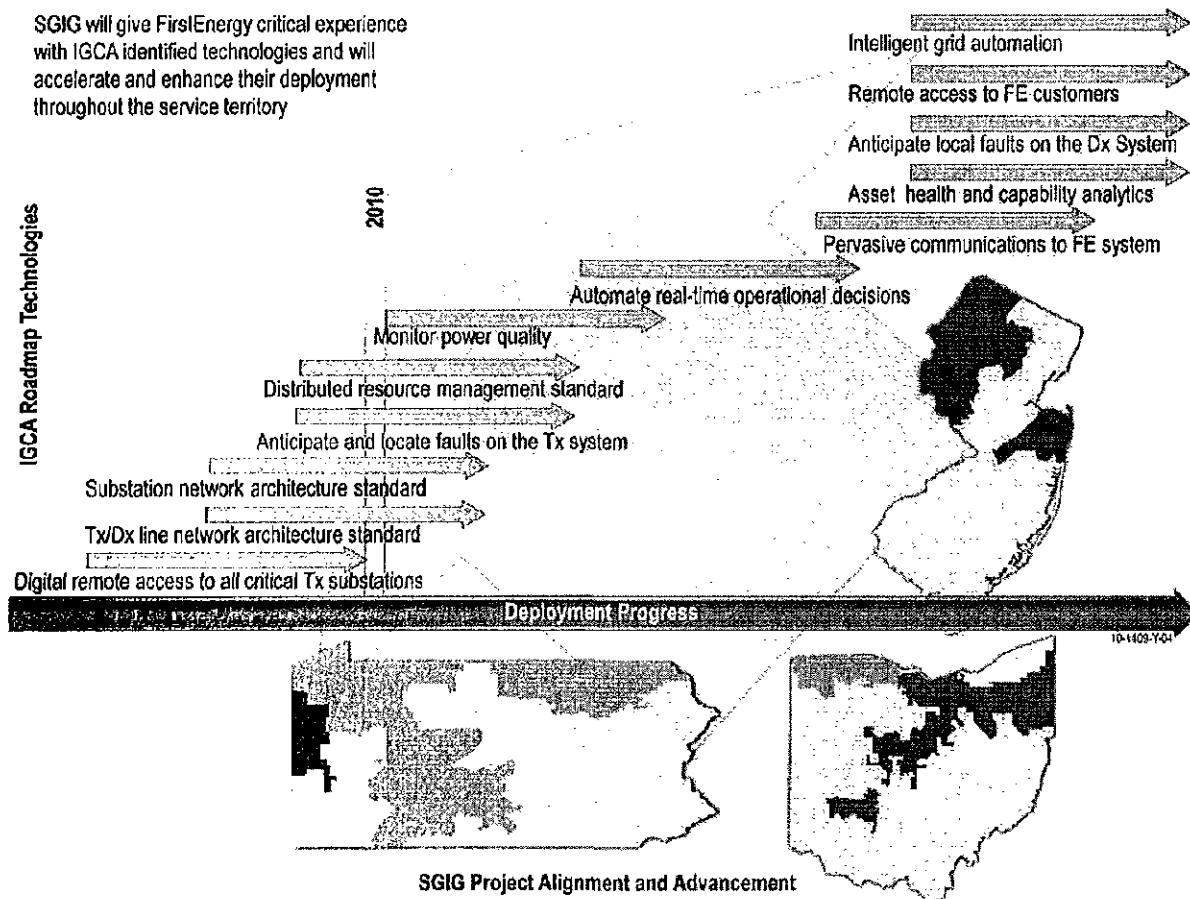 SGIG will give FirstEnergy critical experience
with IGCA identified technologies and will
accelerate and enhance their deployment
throughout the service territory
Intelligent grid automation
Remote access to FE customers
Anticipate local faults on the Dx System
Asset health and capability analytics
Pervasive communications to FE system
2010
Automate real-time operational decisions
Monitor power quality
Distributed resource management standard
Anticipate and locate faults on the Tx system
Substation network architecture standard
Tx/Dx line network architecture standard
Digital remote access to all critical Tx substations
IGCA Roadmap Technologies
Deployment Progress
10-1409-Y-04
SGIG Project Alignment and Advancement